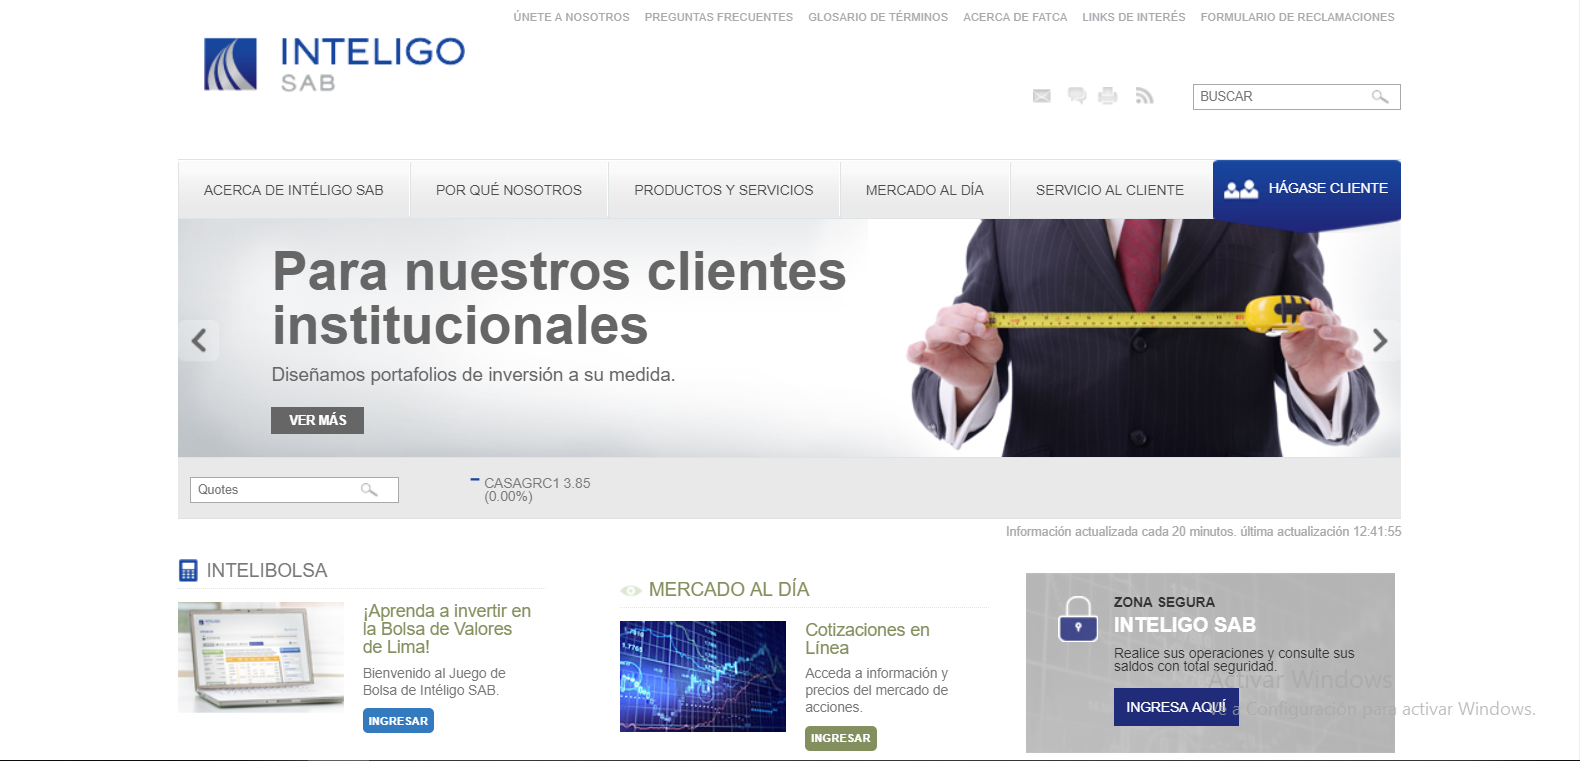 ÚNETE A NOSOTROS PREGUNTAS FRECUENTES GLOSARIO DE TÉRMINOS ACERCA DE FATCA LINKS DE INTERÉS FORMULARIO DE RECLAMACIONES
INTELIGO
SAB
BUSCAR
ACERCA DE INTÉLIGO SAB POR QUÉ NOSOTROS PRODUCTOS Y SERVICIOS MERCADO AL DÍA SERVICIO AL CLIENTE HÁGASE CLIENTE
Para nuestros clientes
institucionales
Diseñamos portafolios de inversión a su medida.
VER MÁS
Quotes
CASAGRC1 3.85
(0.00%)
Información actualizada cada 20 minutos. última actualización 12:41:55
INTELIBOLSA
¡Aprenda a invertir en
la Bolsa de Valores
de Lima!
Bienvenido al Juego de
Bolsa de Intéligo SAB.
INGRESAR
MERCADO AL DÍA
1,7796
1,7765
Cotizaciones en
Línea
Acceda a información y
precios del mercado de
acciones.
INGRESAR
ZONA SEGURA
INTELIGO SAB
Realice sus operaciones y consulte sus
saldos con total seguridad.
INGRESA AQUÍ
Activar Windows
Ve a Configuración para activar Windows.